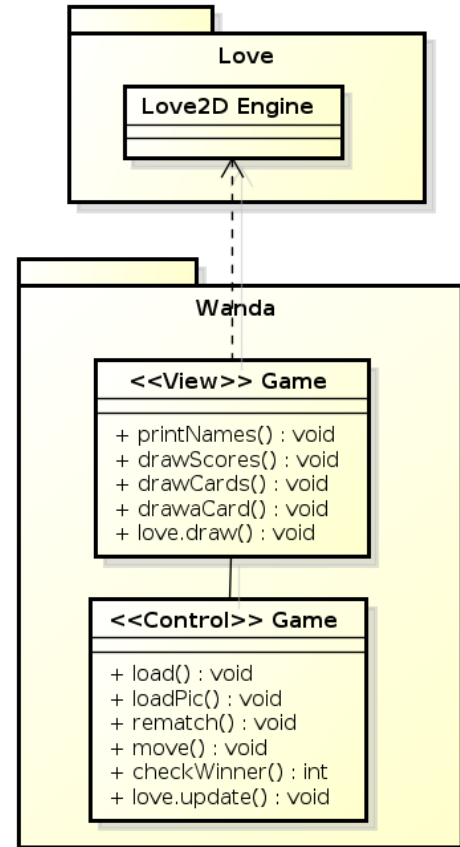 Love
Love2D Engine
Wanda
<<View>> Game
+ printNames() : void
+ drawScores() : void
+ drawCards() : void
+ drawaCard() : void
+ love.draw() : void
<<Control>> Game
+ load() : void
+ loadPic() : void
+ rematch() : void
+ move() : void
+ checkWinner() : int
+ love.update() : void